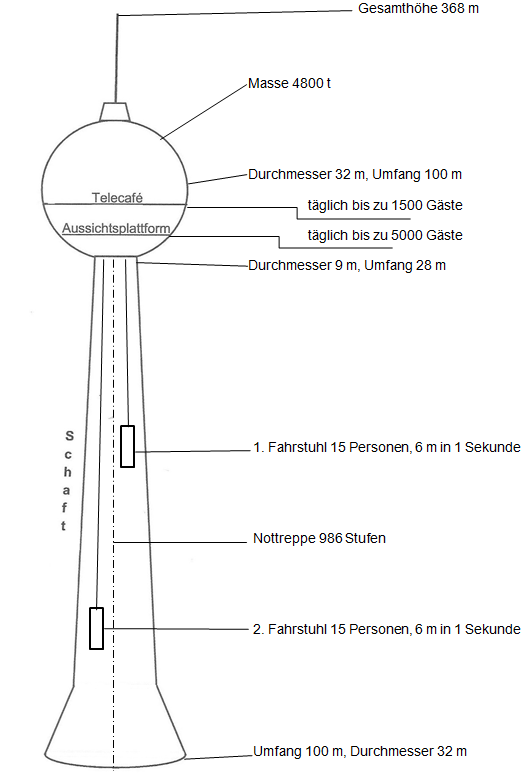 Gesamthöhe 368 m
Masse 4800 t
Durchmesser 32 m, Umfang 100 m
Telecafé
täglich bis zu 1500 Gäste
Aussichtsplattform
täglich bis zu 5000 Gäste
Durchmesser 9 m, Umfang 28 m
Schaft
1. Fahrstuhl 15 Personen, 6 m in 1 Sekunde
Nottreppe 986 Stufen
2. Fahrstuhl 15 Personen, 6 m in 1 Sekunde
Umfang 100 m, Durchmesser 32 m